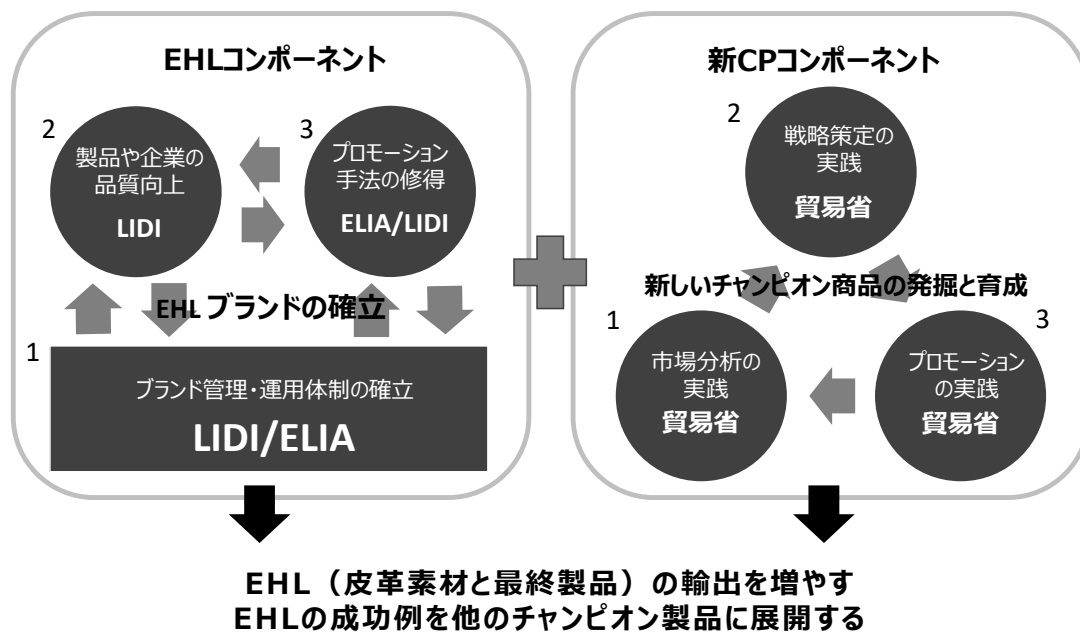 EHLコンポーネント
2
製品や企業の
品質向上
LIDI
3
プロモーション
手法の修得
ELIA/LIDI
EHL ブランドの確立
1
ブランド管理・運用体制の確立
LIDI/ELIA
新CPコンポーネント
2
戦略策定の
実践
貿易省
新しいチャンピオン商品の発掘と育成
1
市場分析の
実践
貿易省
3
プロモーション
の実践
貿易省
EHL（皮革素材と最終製品）の輸出を増やす
EHLの成功例を他のチャンピオン製品に展開する